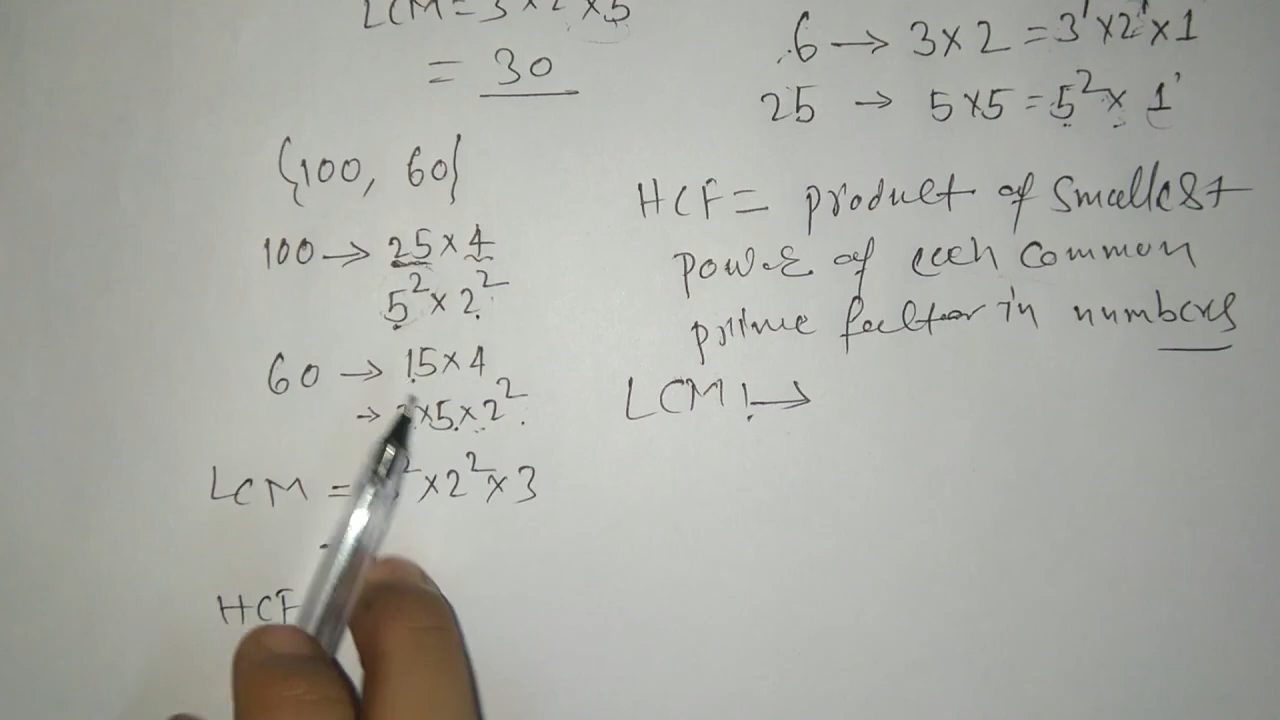 LCM = 3 × 2 × 5
= 30
{100, 60}
100 → 25 × 4
5² × 2²
60 → 15 × 4
→ ×5×2²
LCM = ² × 2² × 3
HCF
6 → 3 × 2 = 3¹ × 2¹ × 1
25 → 5 × 5 = 5² × 1¹
HCF = product of Smallest
power of each common
prime factor in numbers
LCM :→